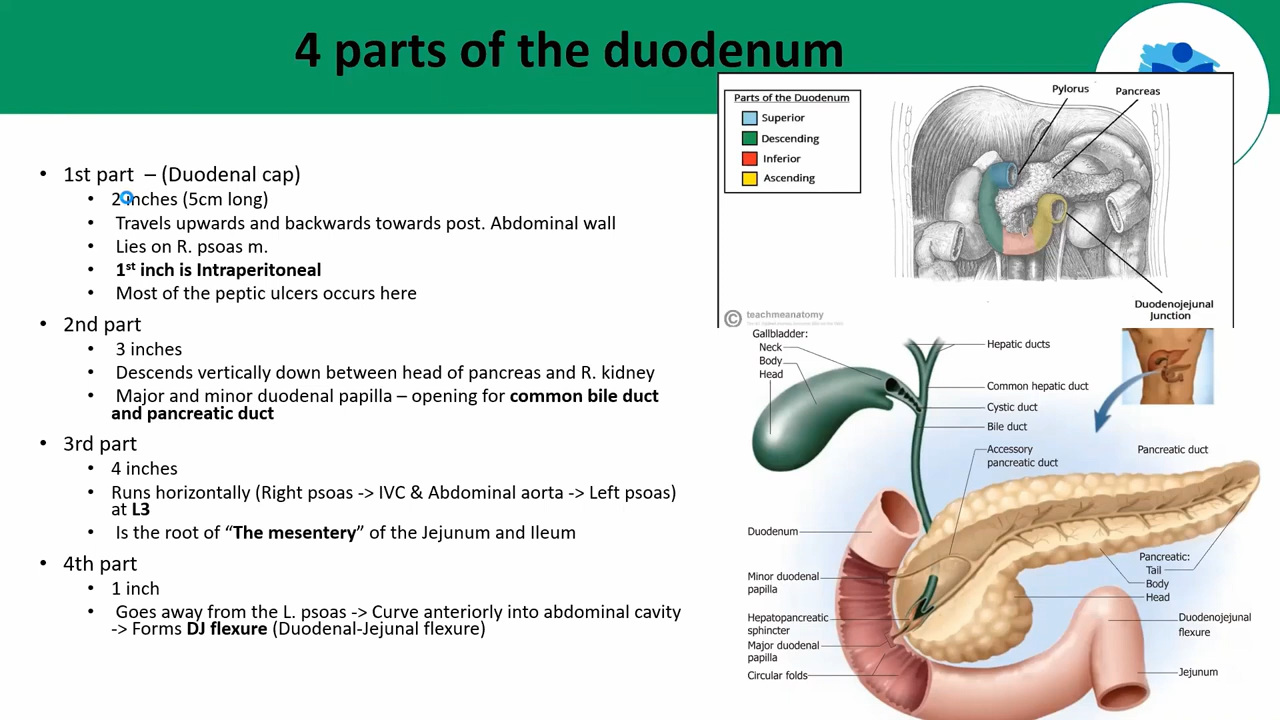 4 parts of the duodenum
• 1st part – (Duodenal cap)
• 2 inches (5cm long)
• Travels upwards and backwards towards post. Abdominal wall
• Lies on R. psoas m.
• 1st inch is Intraperitoneal
• Most of the peptic ulcers occurs here
• 2nd part
• 3 inches
• Descends vertically down between head of pancreas and R. kidney
• Major and minor duodenal papilla – opening for common bile duct
and pancreatic duct
• 3rd part
• 4 inches
• Runs horizontally (Right psoas -> IVC & Abdominal aorta -> Left psoas)
at L3
• Is the root of “The mesentery” of the Jejunum and Ileum
• 4th part
• 1 inch
• Goes away from the L. psoas -> Curve anteriorly into abdominal cavity
-> Forms DJ flexure (Duodenal-Jejunal flexure)
Parts of the Duodenum
Superior
Descending
Inferior
Ascending
Pylorus
Pancreas
Duodenojejunal
Junction
© teachmeanatomy
Gallbladder:
Neck
Body
Head
Hepatic ducts
Common hepatic duct
Cystic duct
Bile duct
Accessory
pancreatic duct
Pancreatic duct
Duodenum
Minor duodenal
papilla
Hepatopancreatic
sphincter
Major duodenal
papilla
Circular folds
Pancreatic:
Tail
Body
Head
Duodenojejunal
flexure
Jejunum